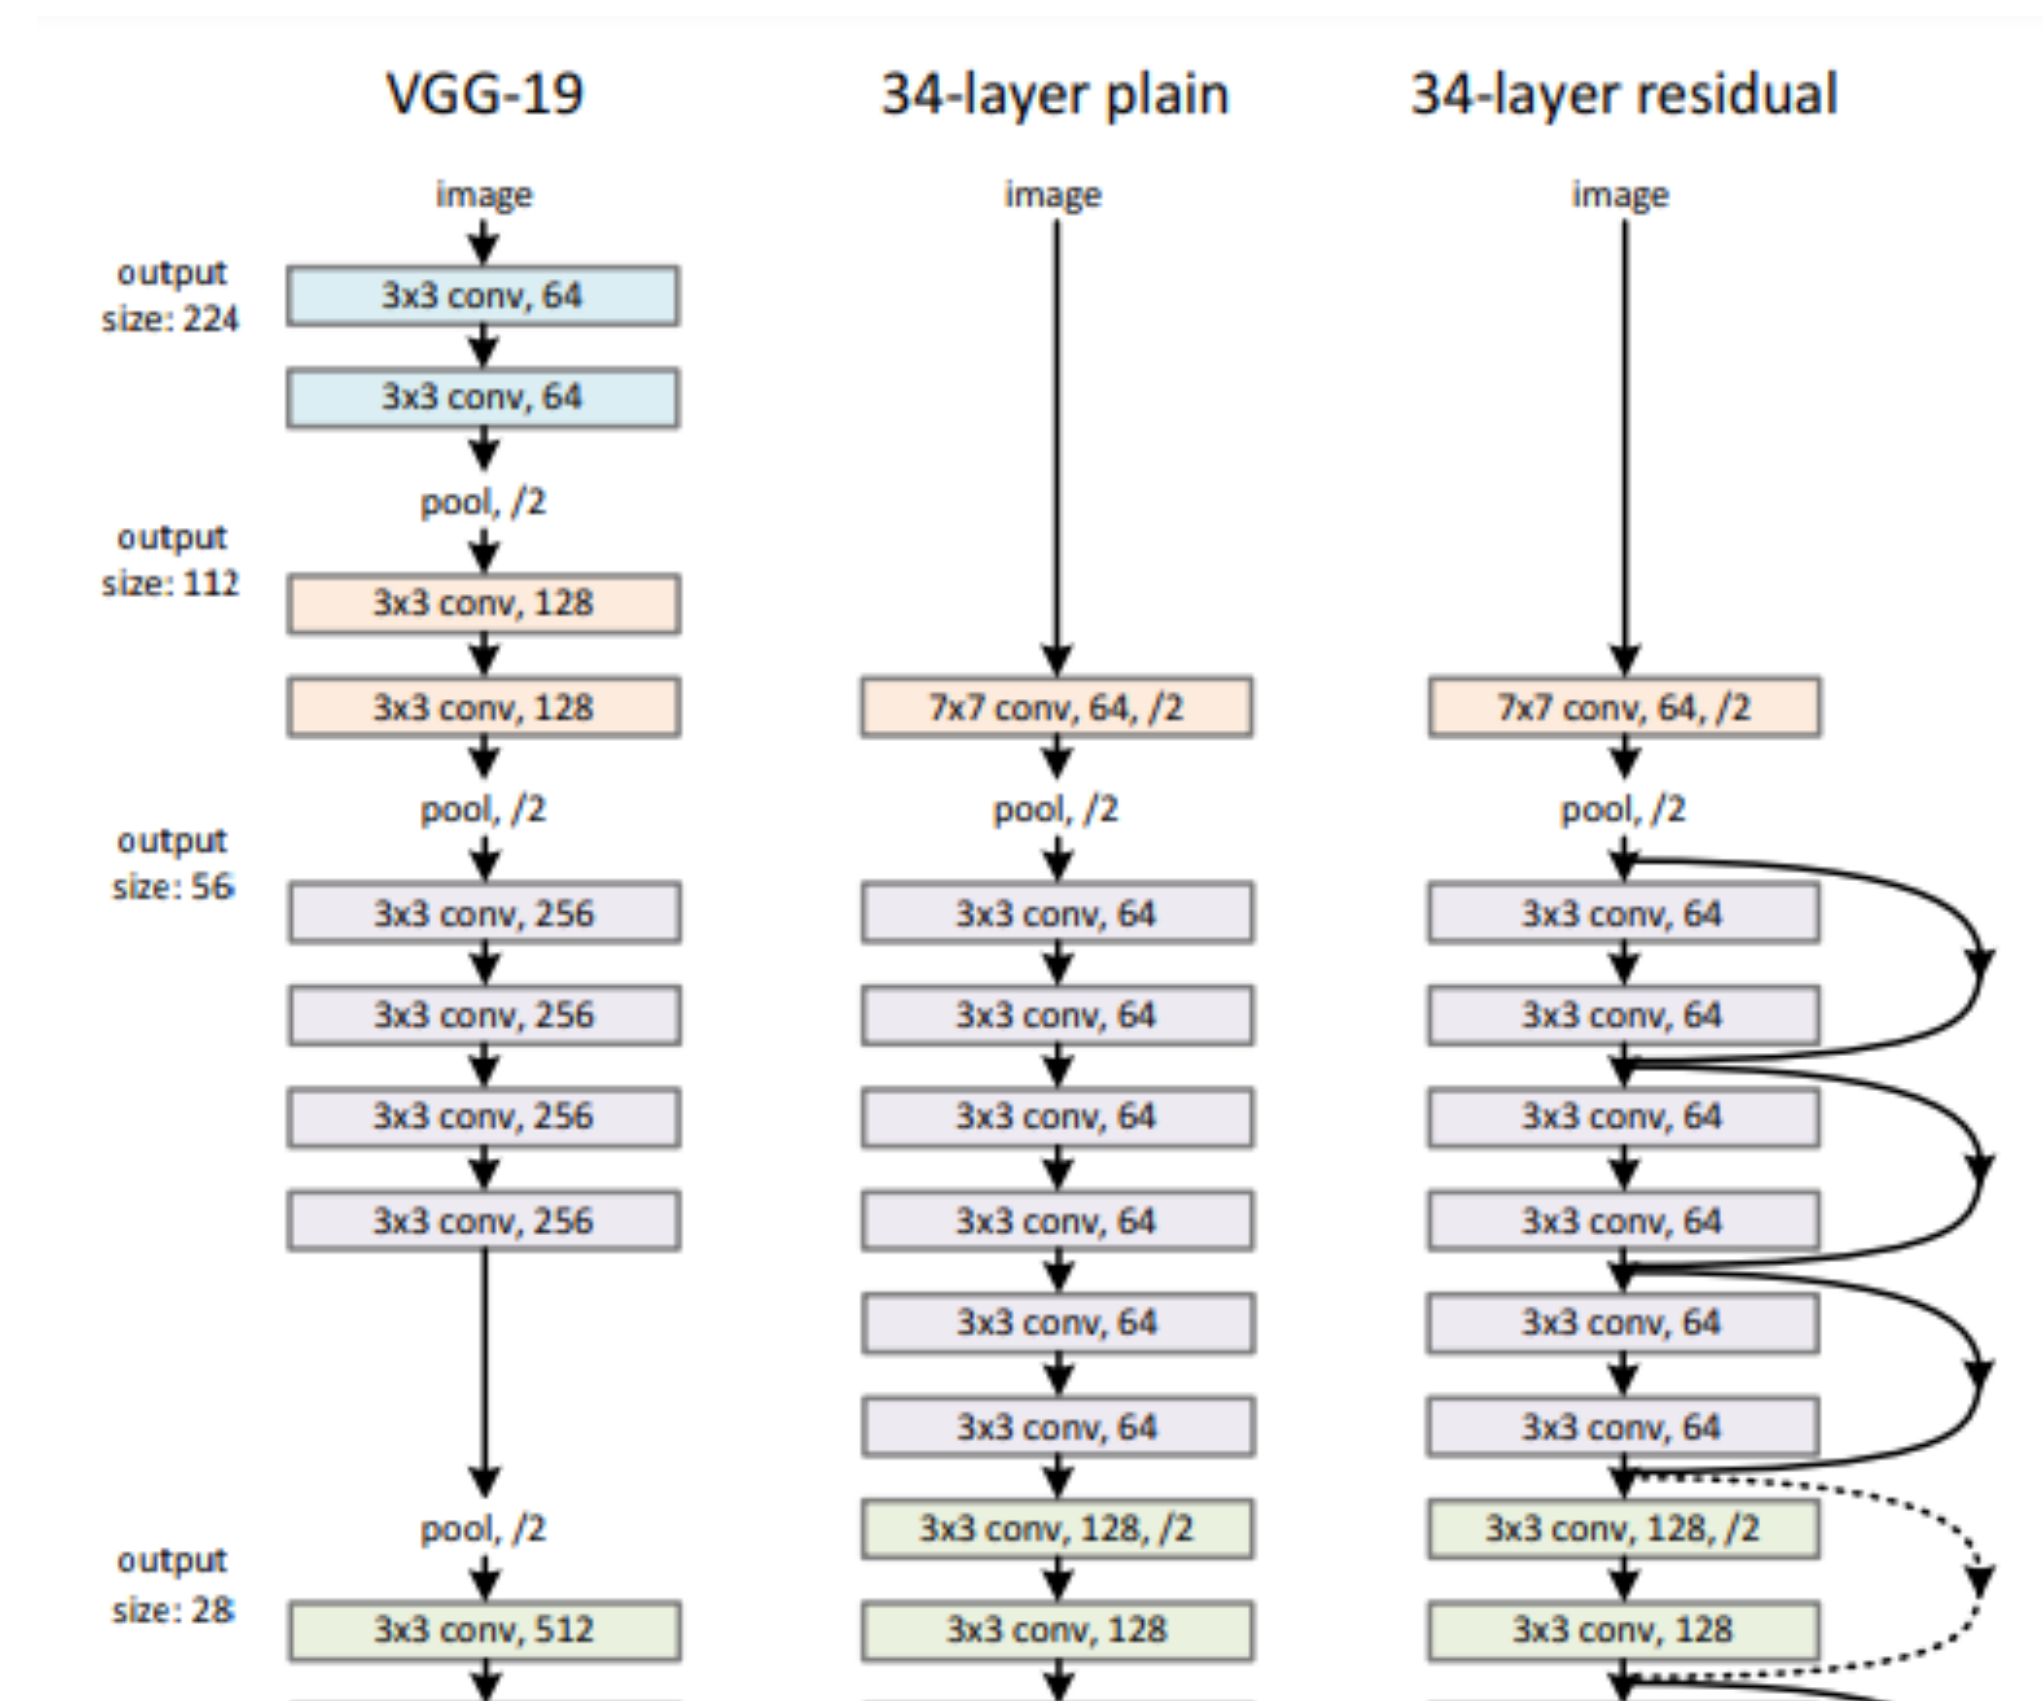 VGG-19
34-layer plain
34-layer residual
image
image
image
output
size: 224
3x3 conv, 64
3x3 conv, 64
pool, /2
output
size: 112
3x3 conv, 128
3x3 conv, 128
7x7 conv, 64, /2
7x7 conv, 64, /2
pool, /2
pool, /2
pool, /2
output
size: 56
3x3 conv, 256
3x3 conv, 64
3x3 conv, 64
3x3 conv, 256
3x3 conv, 64
3x3 conv, 64
3x3 conv, 256
3x3 conv, 64
3x3 conv, 64
3x3 conv, 256
3x3 conv, 64
3x3 conv, 64
3x3 conv, 64
3x3 conv, 64
3x3 conv, 64
3x3 conv, 64
pool, /2
3x3 conv, 128, /2
3x3 conv, 128, /2
output
size: 28
3x3 conv, 512
3x3 conv, 128
3x3 conv, 128